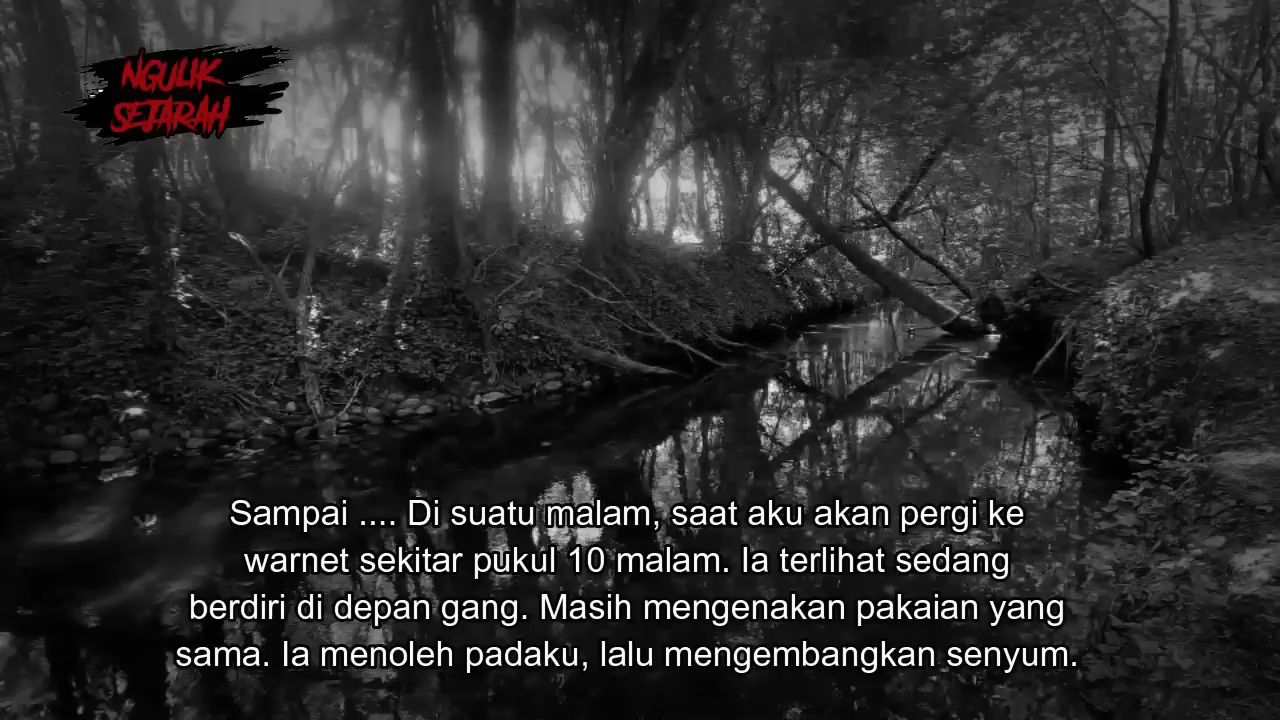 NGULIK
SEJARAH
Sampai .... Di suatu malam, saat aku akan pergi ke
warnet sekitar pukul 10 malam. Ia terlihat sedang
berdiri di depan gang. Masih mengenakan pakaian yang
sama. Ia menoleh padaku, lalu mengembangkan senyum.